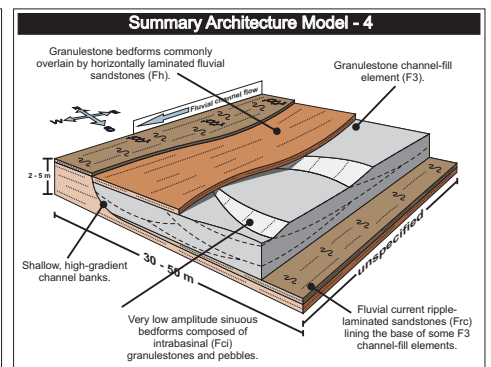 Summary Architecture Model - 4
Granulestone bedforms commonly
overlain by horizontally laminated fluvial
sandstones (Fh).
Granulestone channel-fill
element (F3).
Fluvial channel flow
W
S
2 - 5 m
Shallow, high-gradient
channel banks.
30 - 50 m
unspecified
Very low amplitude sinuous
bedforms composed of
intrabasinal (Fci)
granulestones and pebbles.
Fluvial current ripple-
laminated sandstones (Frc)
lining the base of some F3
channel-fill elements.